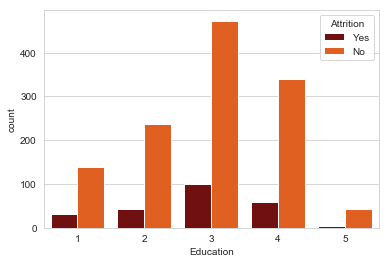 Attrition
Yes
No
400
300
200
100
0
count
1 2 3 4 5
Education